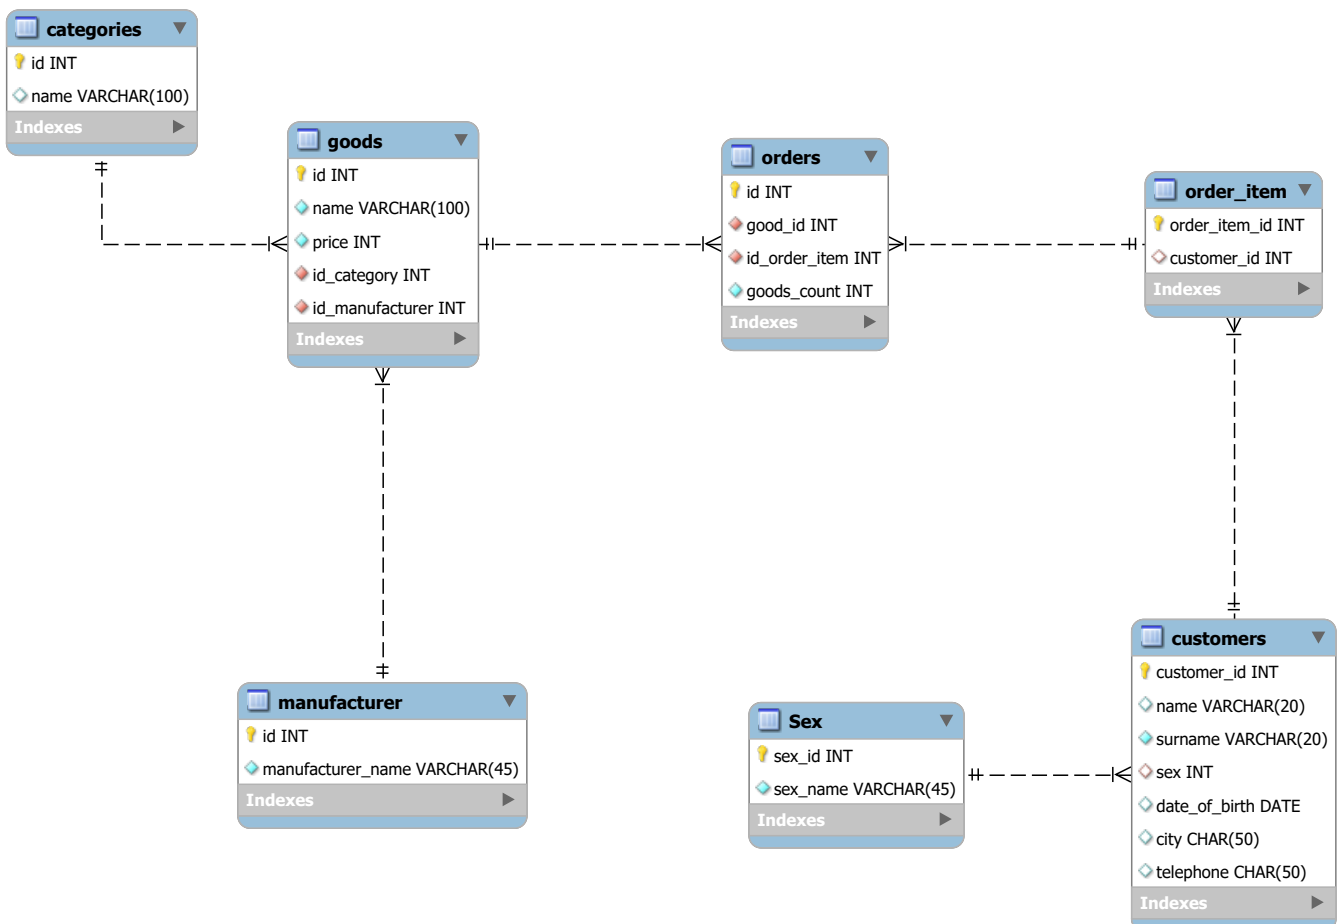 categories
id INT
name VARCHAR(100)
Indexes
goods
id INT
name VARCHAR(100)
price INT
id_category INT
id_manufacturer INT
Indexes
orders
id INT
good_id INT
id_order_item INT
goods_count INT
Indexes
order_item
order_item_id INT
customer_id INT
Indexes
manufacturer
id INT
manufacturer_name VARCHAR(45)
Indexes
Sex
sex_id INT
sex_name VARCHAR(45)
Indexes
customers
customer_id INT
name VARCHAR(20)
surname VARCHAR(20)
sex INT
date_of_birth DATE
city CHAR(50)
telephone CHAR(50)
Indexes